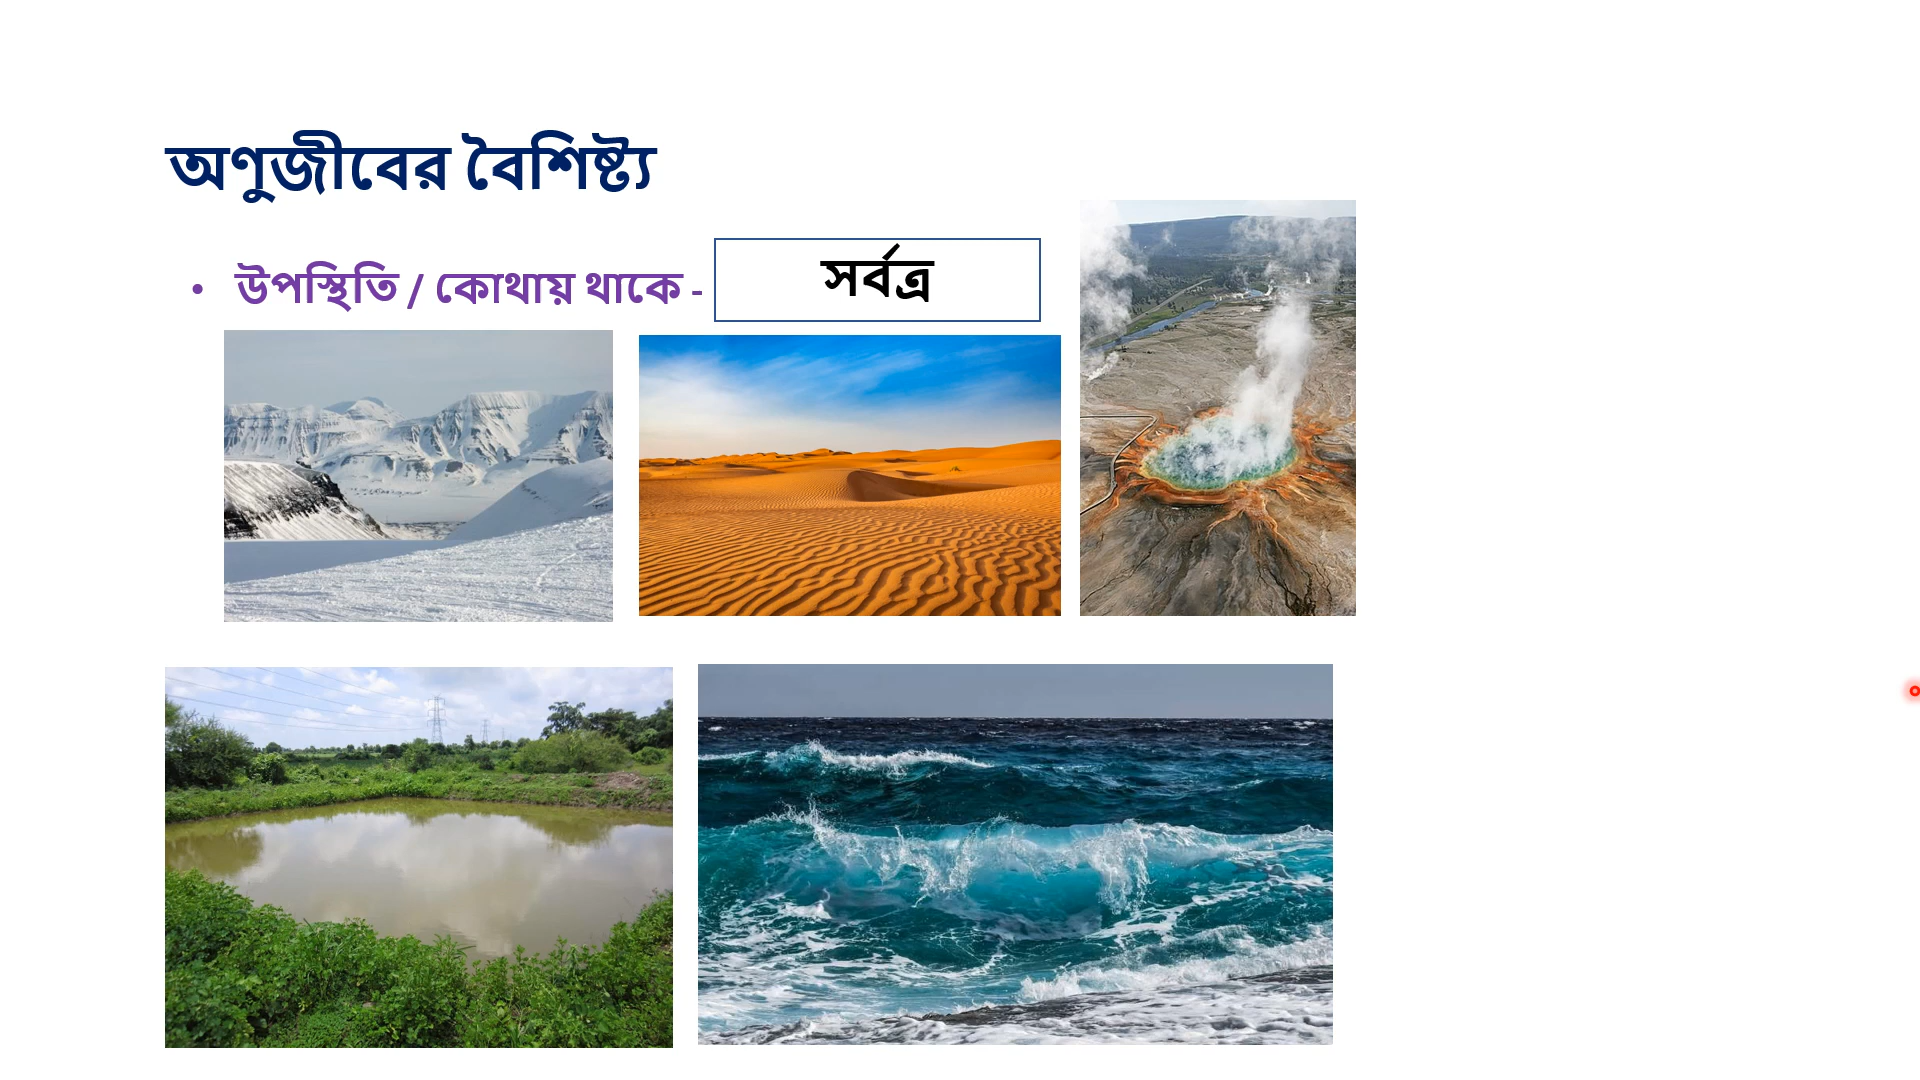 অণুজীবের বৈশিষ্ট্য
• উপস্থিতি / কোথায় থাকে - সর্বত্র